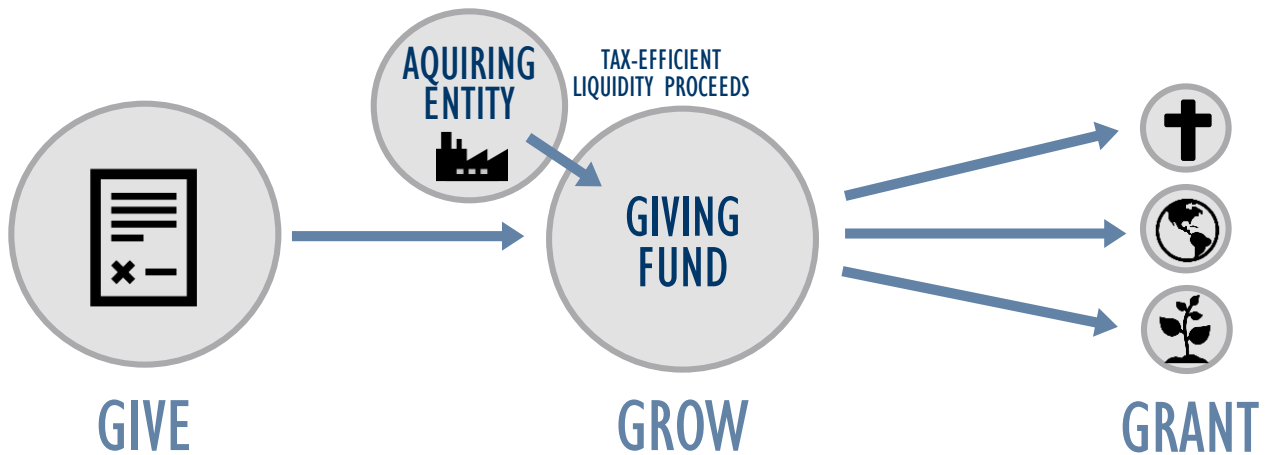 AQUIRING
ENTITY
TAX-EFFICIENT
LIQUIDITY PROCEEDS
GIVING
FUND
GIVE
GROW
GRANT